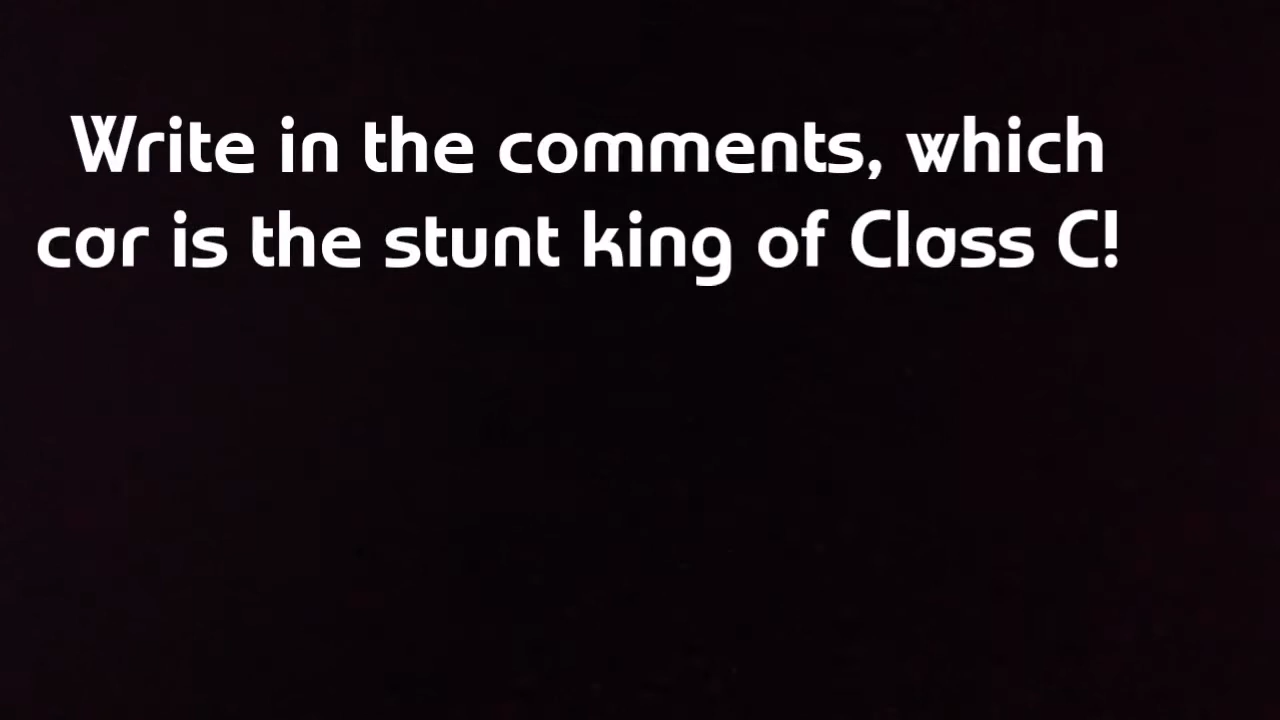 Write in the comments, which
car is the stunt king of Class C!